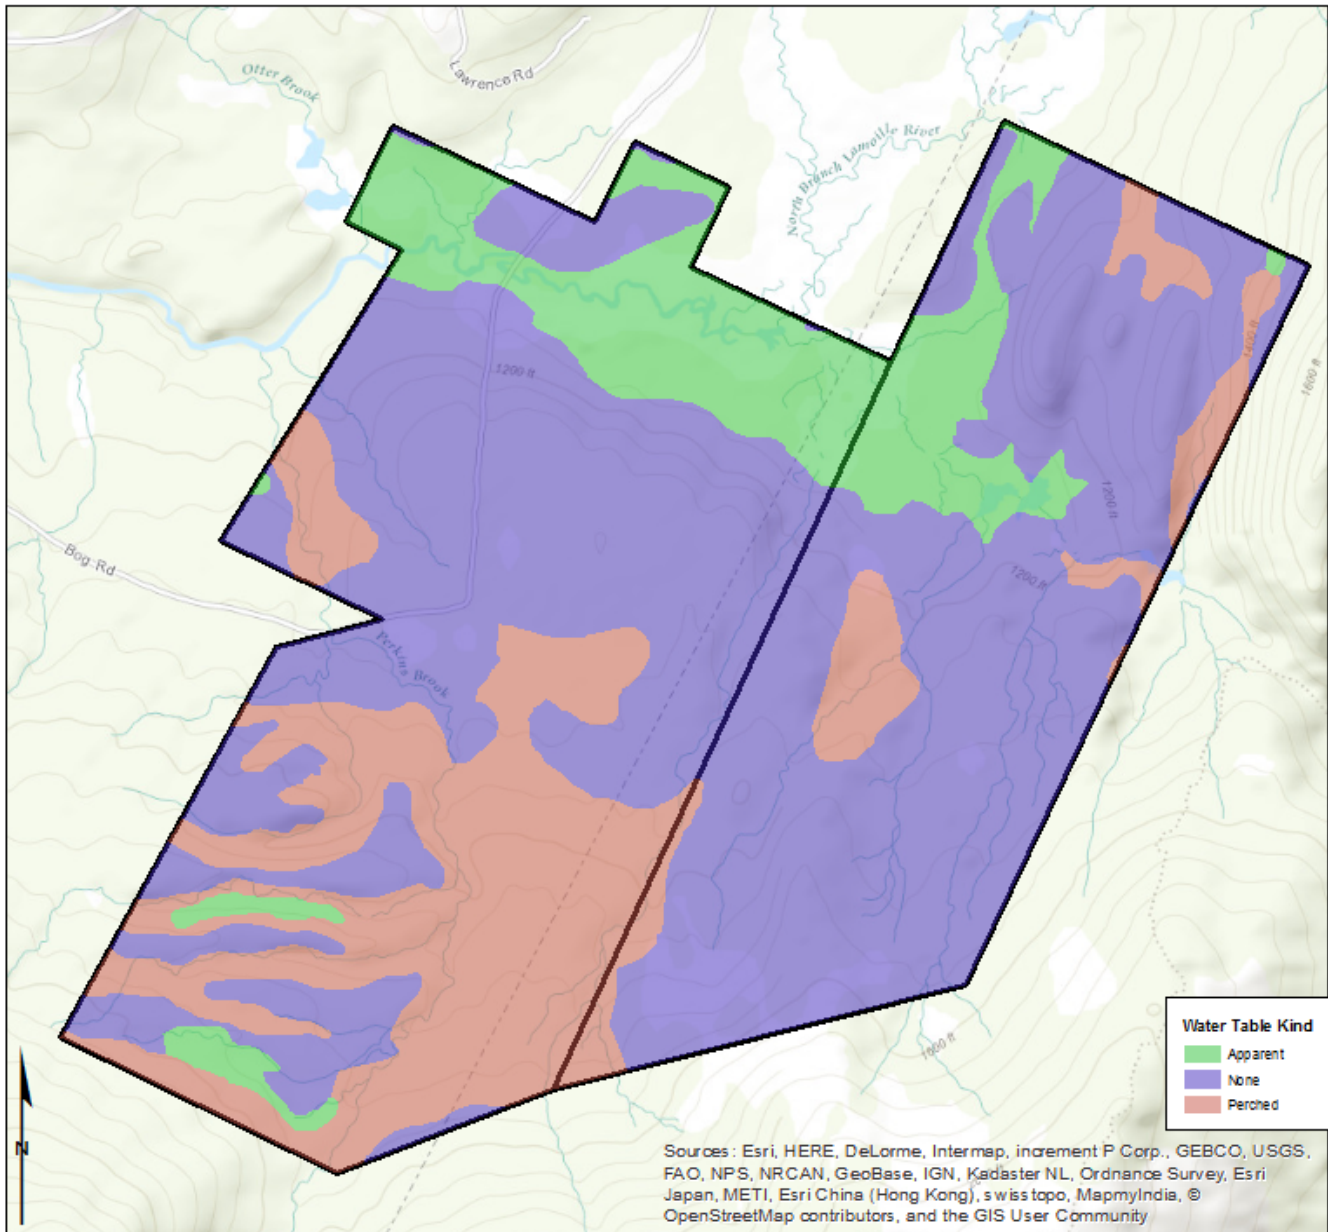 Otter Brook
Lawrence Rd
North Branch Lamoille River
1200 ft
1400 ft
1600 ft
1200 ft
Bog Rd
1200 ft
Perkins Brook
1600 ft
Water Table Kind
Apparent
None
Perched
N
Sources: Esri, HERE, DeLorme, Intermap, increment P Corp., GEBCO, USGS,
FAO, NPS, NRCAN, GeoBase, IGN, Kadaster NL, Ordnance Survey, Esri
Japan, METI, Esri China (Hong Kong), swisstopo, MapmyIndia, ©
OpenStreetMap contributors, and the GIS User Community